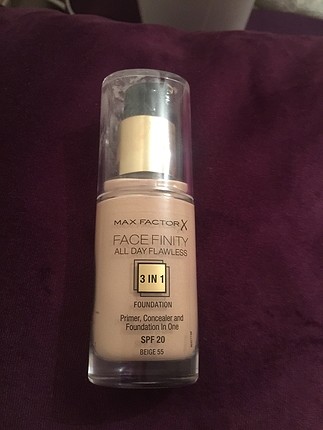 MAX FACTOR X
FACE FINITY
ALL DAY FLAWLESS
3 IN 1
FOUNDATION
Primer, Concealer and
Foundation In One
SPF 20
BEIGE 55